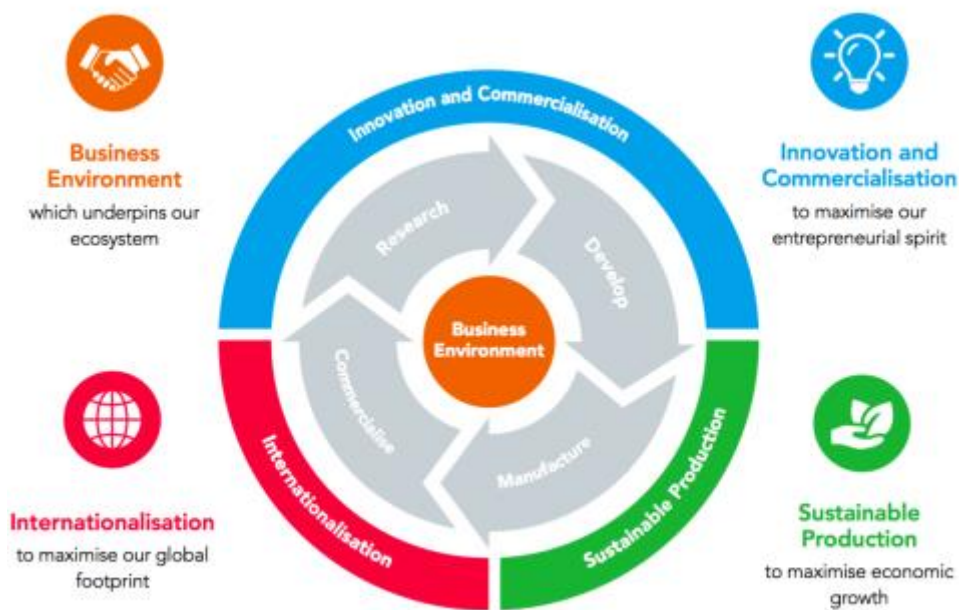 Business
Environment
which underpins our
ecosystem
Innovation and
Commercialisation
to maximise our
entrepreneurial spirit
Innovation and Commercialisation
Research
Develop
Business
Environment
Commercialise
Manufacture
Internationalisation
Sustainable Production
Internationalisation
to maximise our global
footprint
Sustainable
Production
to maximise economic
growth